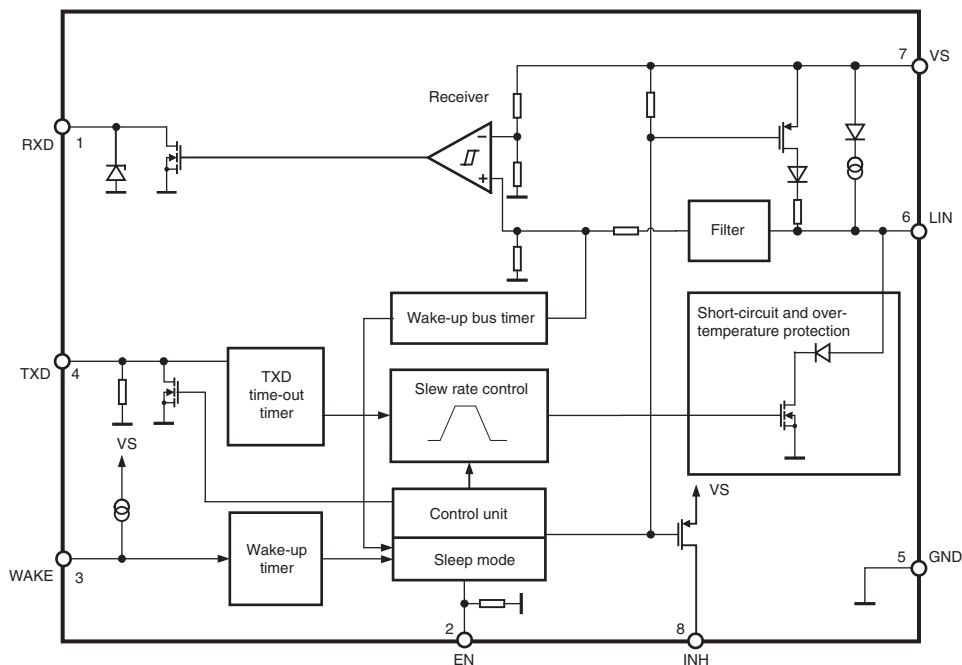 7
VS
Receiver
RXD
1
-
+
6
LIN
Filter
Wake-up bus timer
Short-circuit and over-
temperature protection
TXD
4
TXD
time-out
timer
Slew rate control
VS
VS
Control unit
Sleep mode
Wake-up
timer
WAKE
3
5
GND
2
EN
8
INH